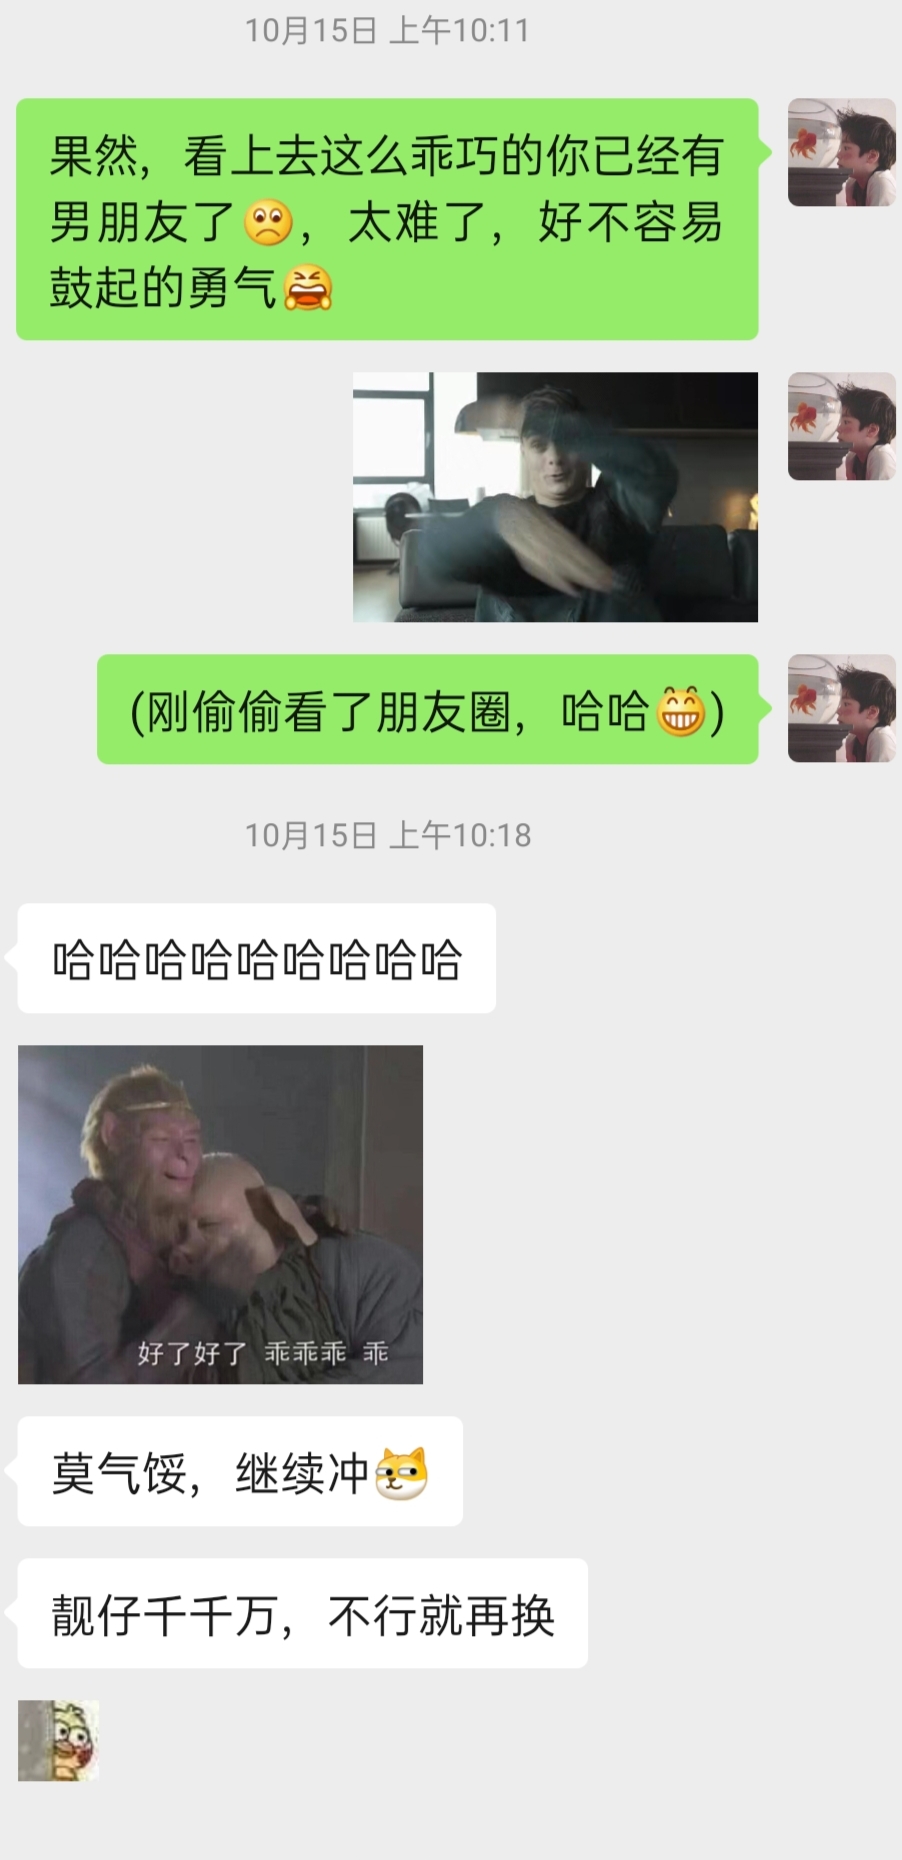 10月15日 上午10:11
果然，看上去这么乖巧的你已经有
男朋友了，太难了，好不容易
鼓起的勇气
(刚偷偷看了朋友圈，哈哈)
10月15日 上午10:18
哈哈哈哈哈哈哈哈哈
好了好了 乖乖乖 乖
莫气馁，继续冲
靓仔千千万，不行就再换